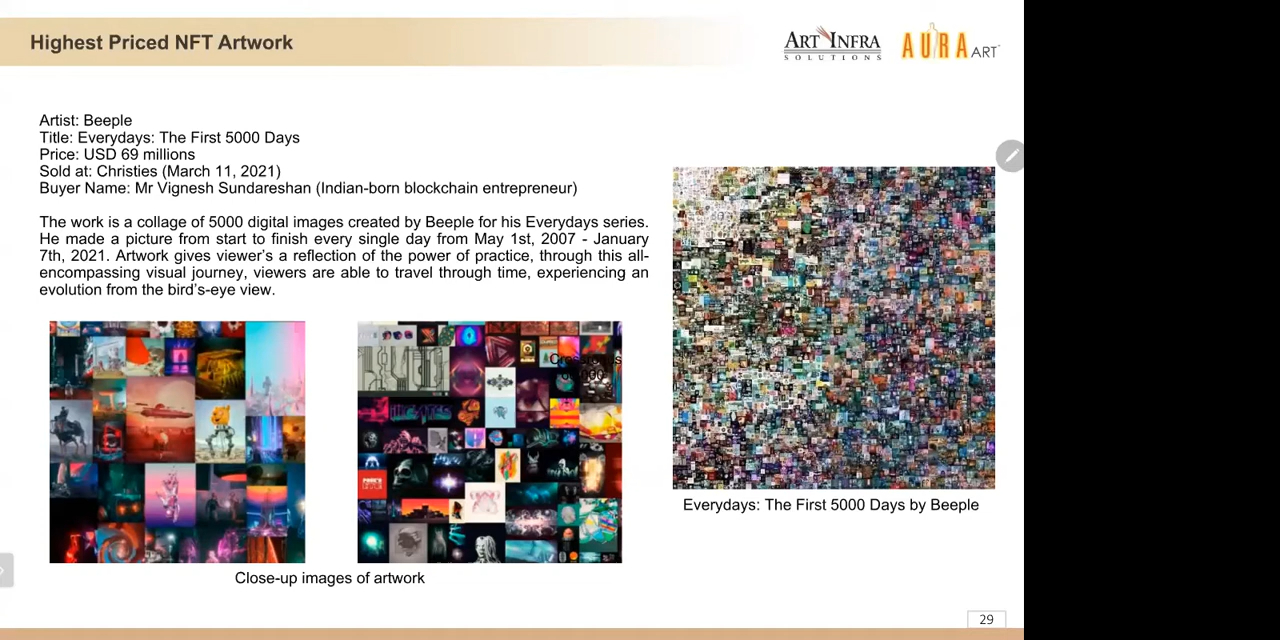 Highest Priced NFT Artwork
ART INFRA
SOLUTIONS
AURA ART
Artist: Beeple
Title: Everydays: The First 5000 Days
Price: USD 69 millions
Sold at: Christies (March 11, 2021)
Buyer Name: Mr Vignesh Sundareshan (Indian-born blockchain entrepreneur)
The work is a collage of 5000 digital images created by Beeple for his Everydays series.
He made a picture from start to finish every single day from May 1st, 2007 - January
7th, 2021. Artwork gives viewer's a reflection of the power of practice, through this all-
encompassing visual journey, viewers are able to travel through time, experiencing an
evolution from the bird's-eye view.
Everydays: The First 5000 Days by Beeple
Close-up images of artwork
29